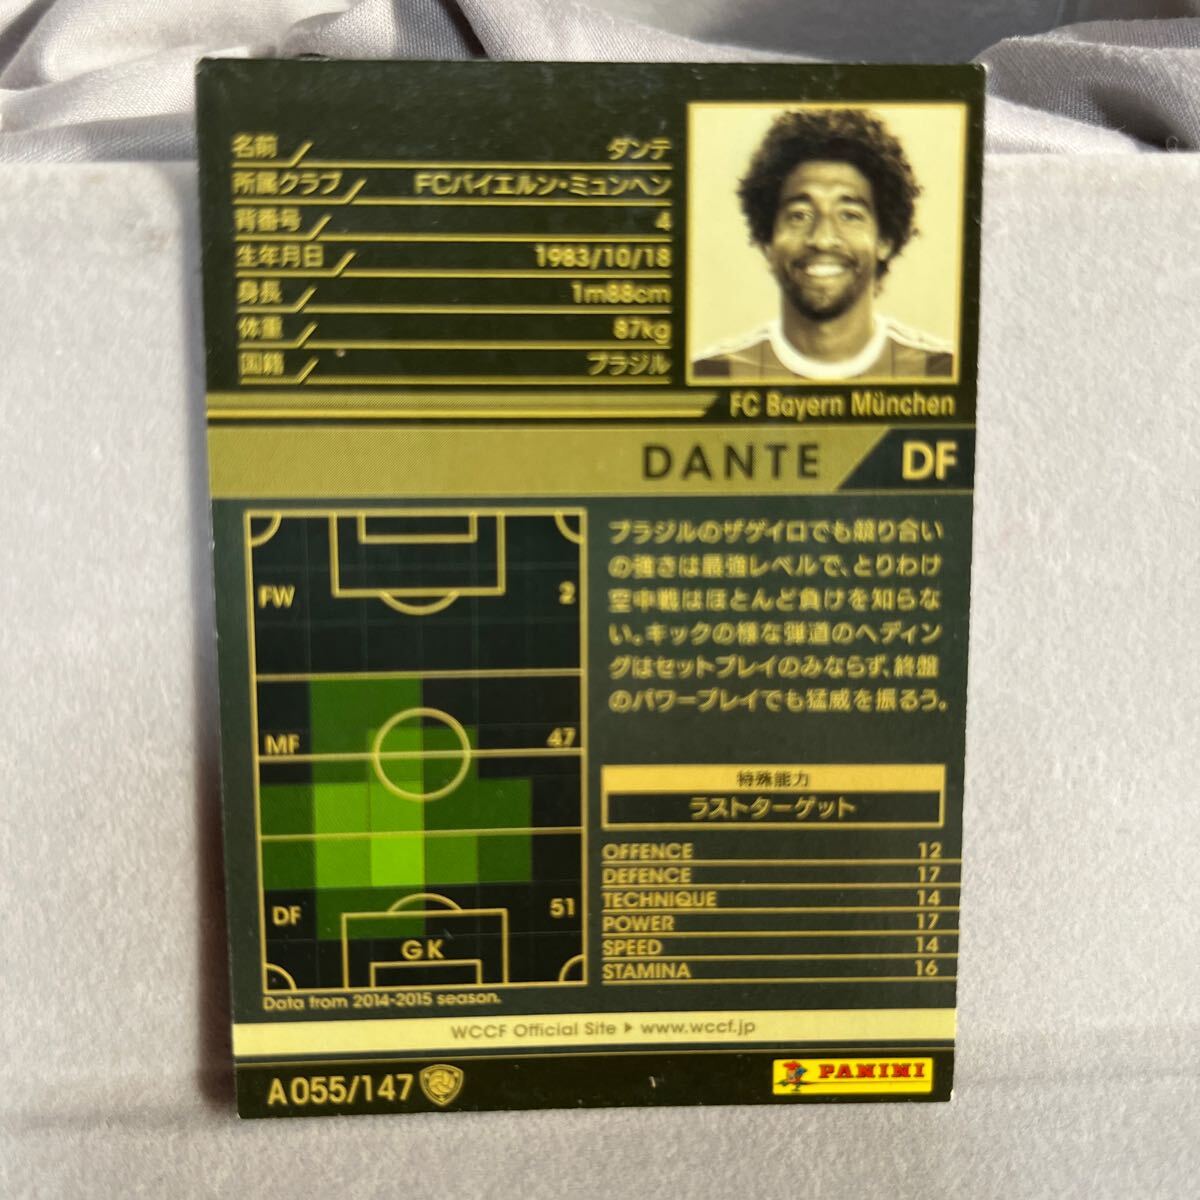 名前 ダンテ
所属クラブ FCバイエルン・ミュンヘン
背番号 4
生年月日 1983/10/18
身長 1m88cm
体重 87kg
国籍 ブラジル
FC Bayern München
DANTE DF
FW 2
MF 47
DF 51
GK
Data from 2014-2015 season.
ブラジルのザゲイロでも競り合い
の強さは最強レベルで、とりわけ
空中戦はほとんど負けを知らな
い。キックの様な弾道のヘディン
グはセットプレイのみならず、終盤
のパワープレイでも猛威を振るう。
特殊能力
ラストターゲット
OFFENCE 12
DEFENCE 17
TECHNIQUE 14
POWER 17
SPEED 14
STAMINA 16
WCCF Official Site ▶ www.wccf.jp
A055/147
PANINI